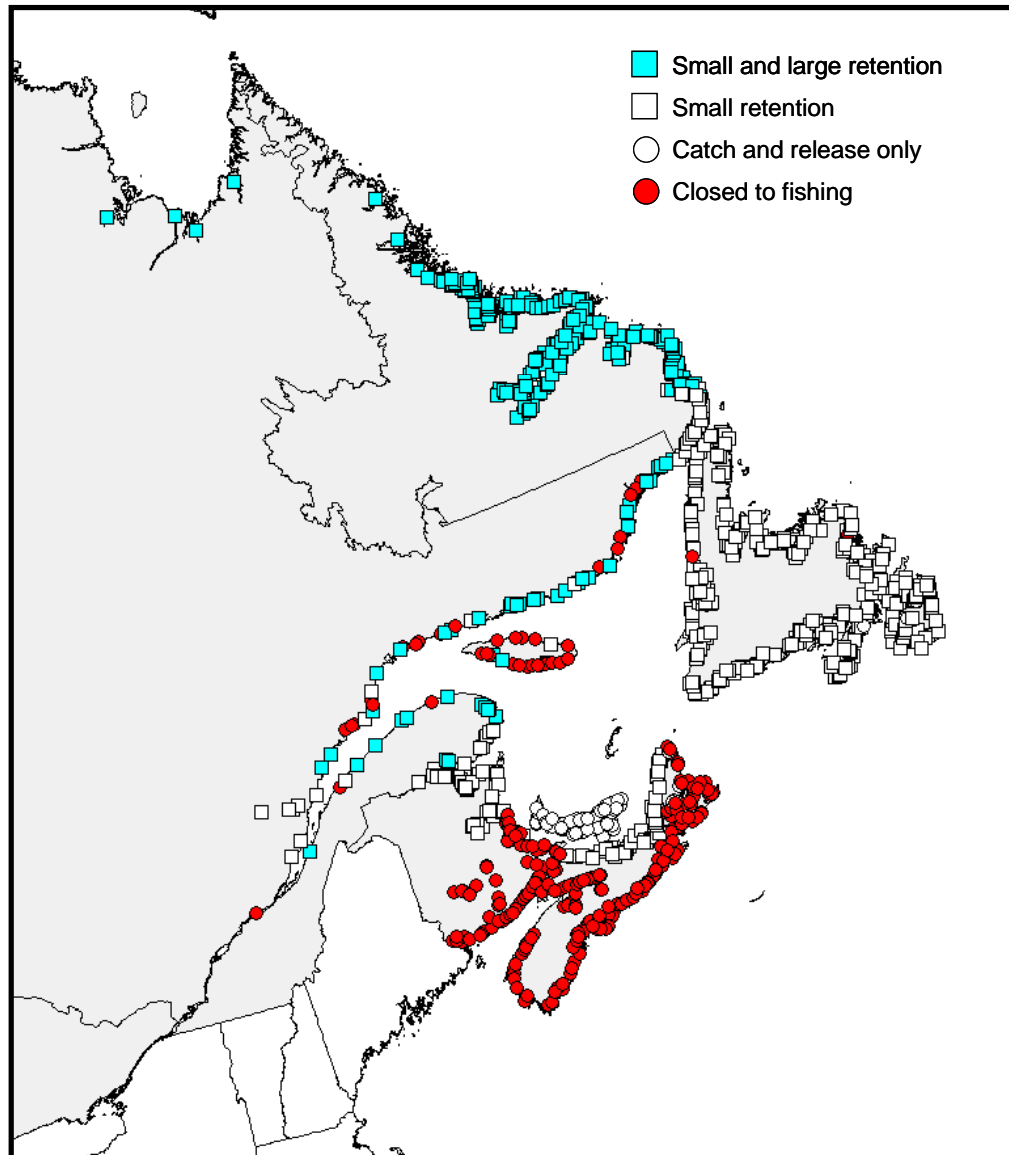 Small and large retention
Small retention
Catch and release only
Closed to fishing